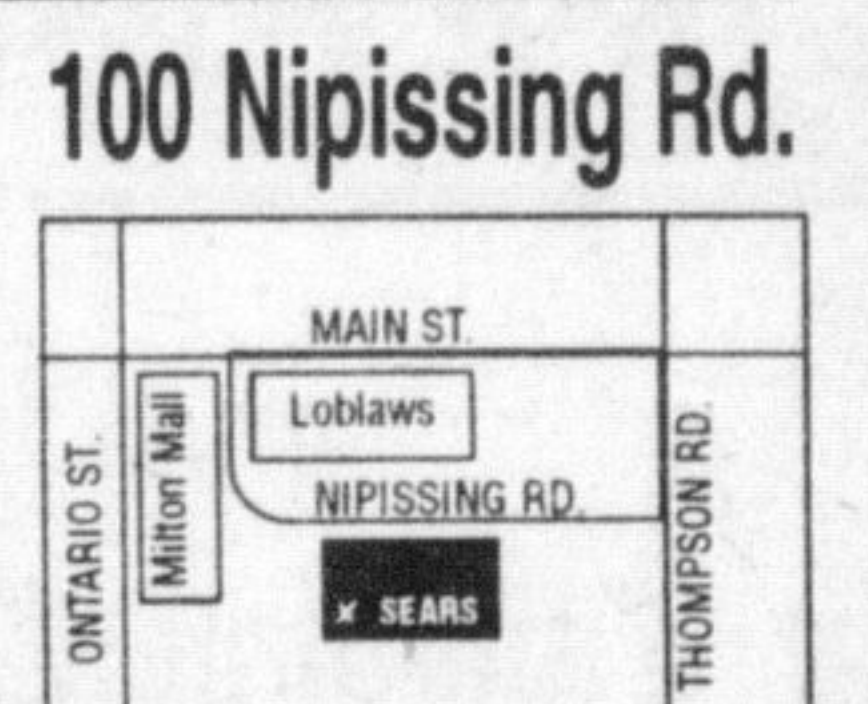 100 Nipissing Rd.
MAIN ST.
Loblaws
Milton Mall
ONTARIO ST.
NIPISSING RD.
THOMPSON RD.
x SEARS